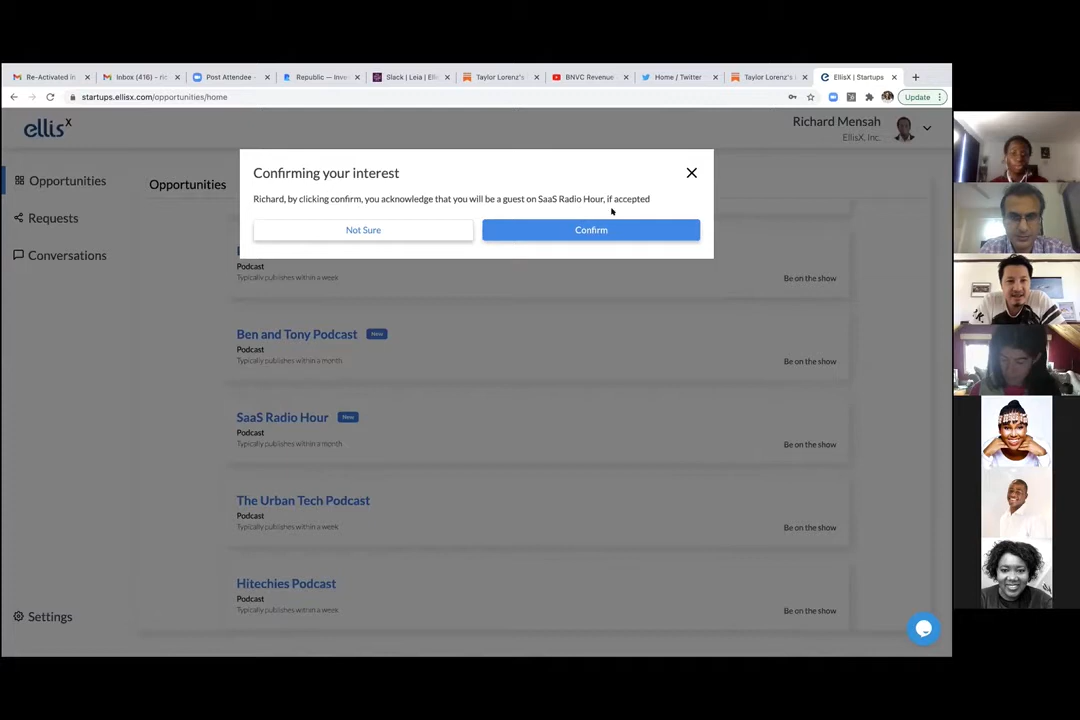 Re-Activated in
Inbox (416) - ric
Post Attendee -
Republic — Inve
Slack | Leia | Elli
Taylor Lorenz's
BNVC Revenue
Home / Twitter
Taylor Lorenz's
EllisX | Startups
startups.ellisx.com/opportunities/home
Update
ellisX
Richard Mensah
EllisX, Inc.
Opportunities
Requests
Conversations
Settings
Opportunities
Confirming your interest
Richard, by clicking confirm, you acknowledge that you will be a guest on SaaS Radio Hour, if accepted
Not Sure
Confirm
Podcast
Typically publishes within a week
Be on the show
Ben and Tony Podcast
New
Podcast
Typically publishes within a month
Be on the show
SaaS Radio Hour
New
Podcast
Typically publishes within a month
Be on the show
The Urban Tech Podcast
Podcast
Typically publishes within a week
Be on the show
Hitechies Podcast
Podcast
Typically publishes within a week
Be on the show